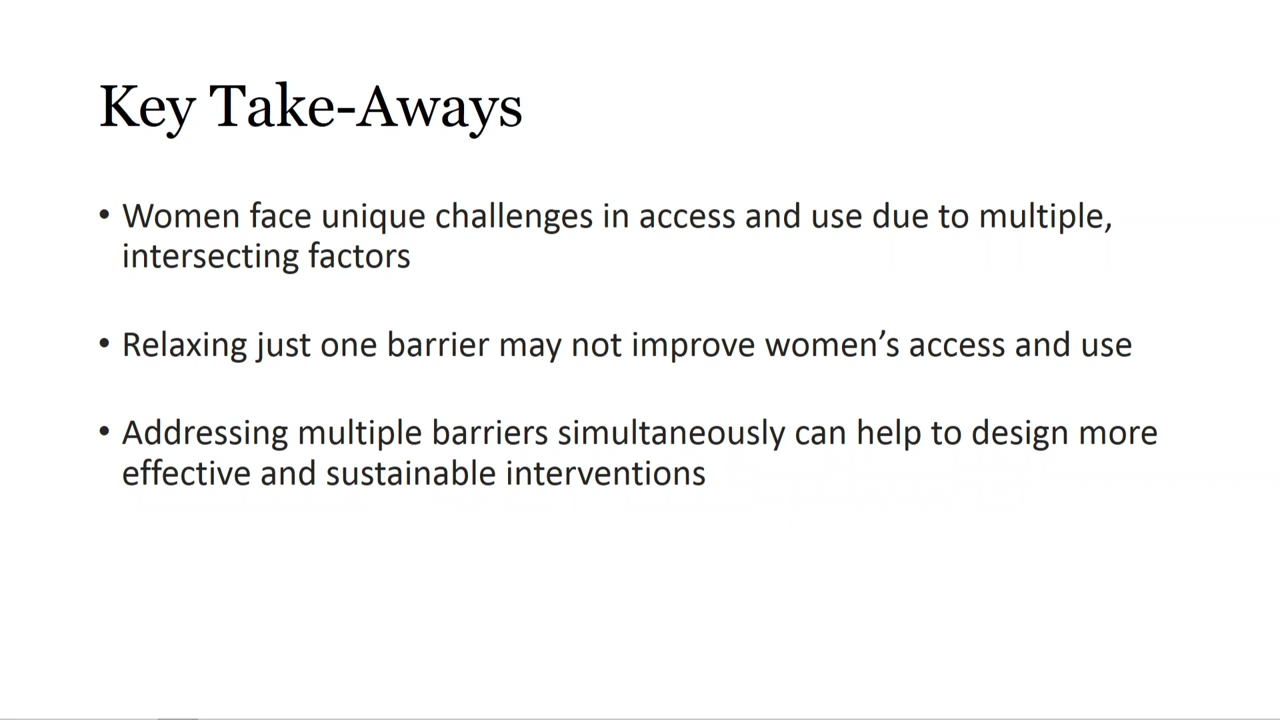 Key Take-Aways
• Women face unique challenges in access and use due to multiple,
intersecting factors
• Relaxing just one barrier may not improve women’s access and use
• Addressing multiple barriers simultaneously can help to design more
effective and sustainable interventions